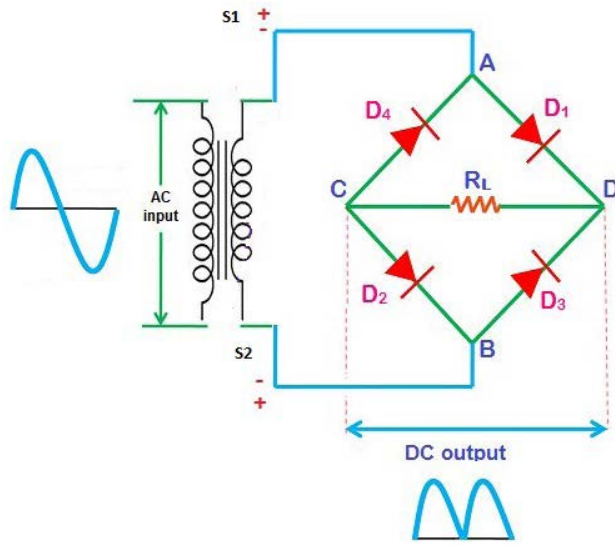 S1
+
-
A
D4
D1
AC
input
C
RL
D
D2
D3
B
S2
-
+
DC output